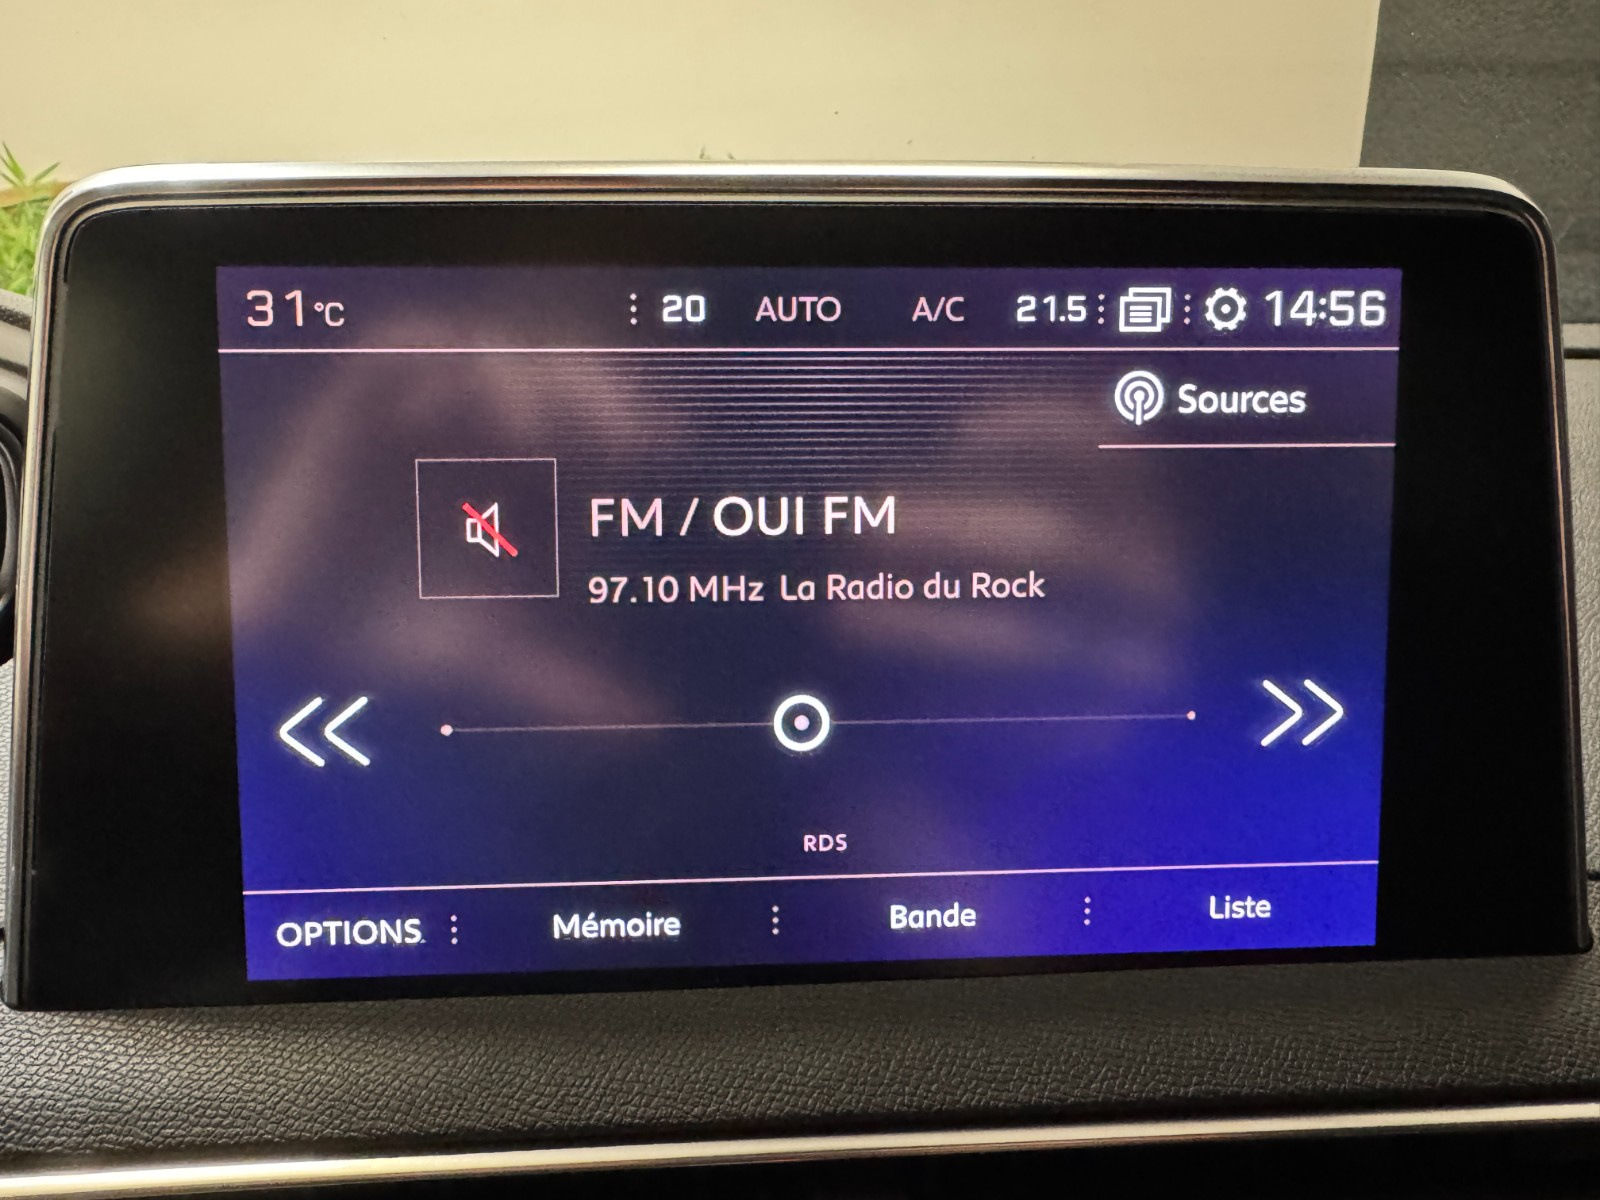 31°C 20 AUTO A/C 21.5 14:56
Sources
FM / OUI FM
97.10 MHz La Radio du Rock
RDS
OPTIONS Mémoire Bande Liste